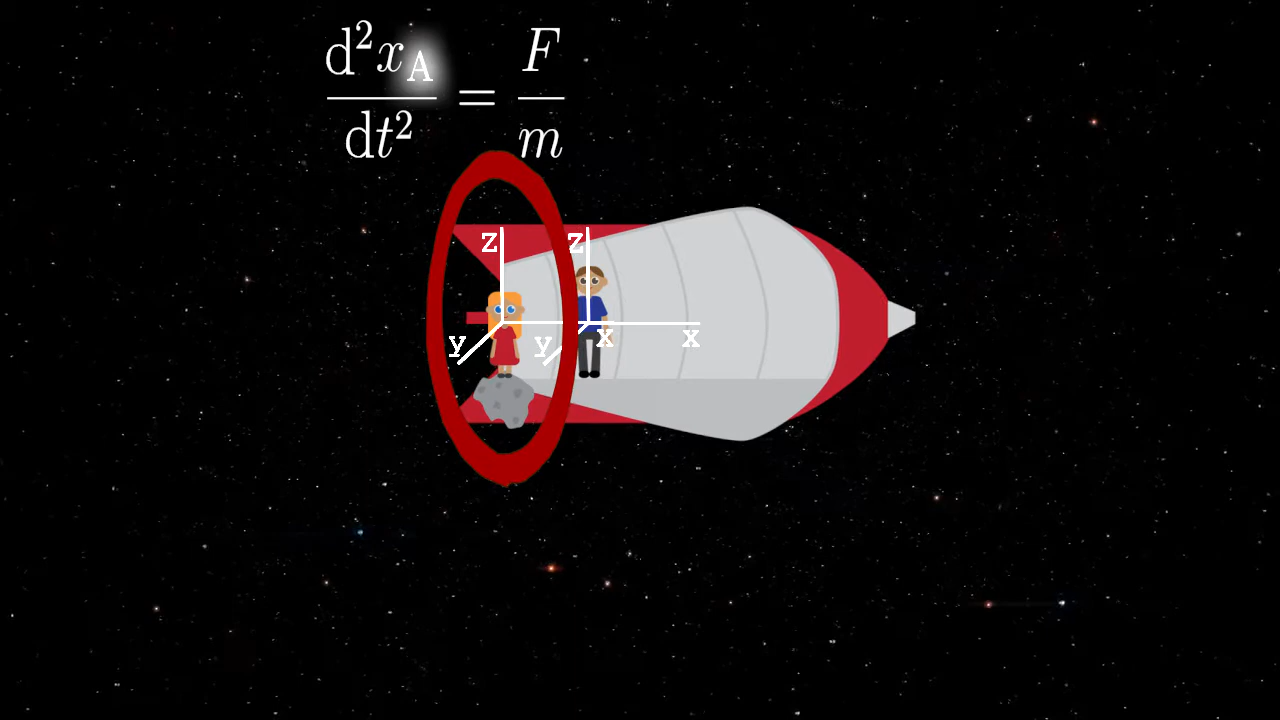 d²x_A / dt² = F / m
z z
y y x x